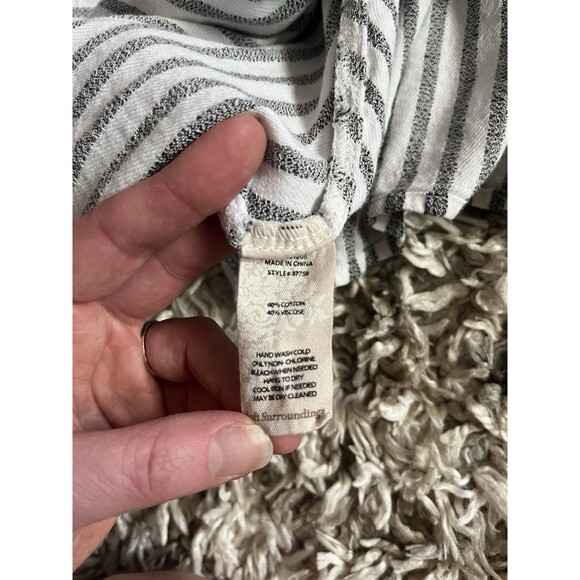 MADE IN CHINA
STYLE# 37759
60% COTTON
40% VISCOSE
HAND WASH COLD
ONLY NON- CHLORINE
BLEACH WHEN NEEDED
HANG TO DRY
COOL IRON IF NEEDED
MAY BE DRY CLEANED
Soft Surroundings